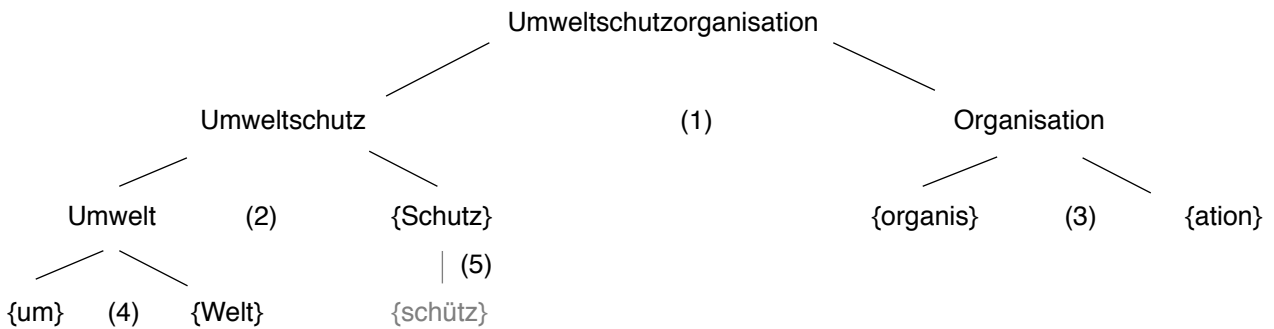 Umweltschutzorganisation
Umweltschutz (1) Organisation
Umwelt (2) {Schutz} {organis} (3) {ation}
(5)
{um} (4) {Welt} {schütz}